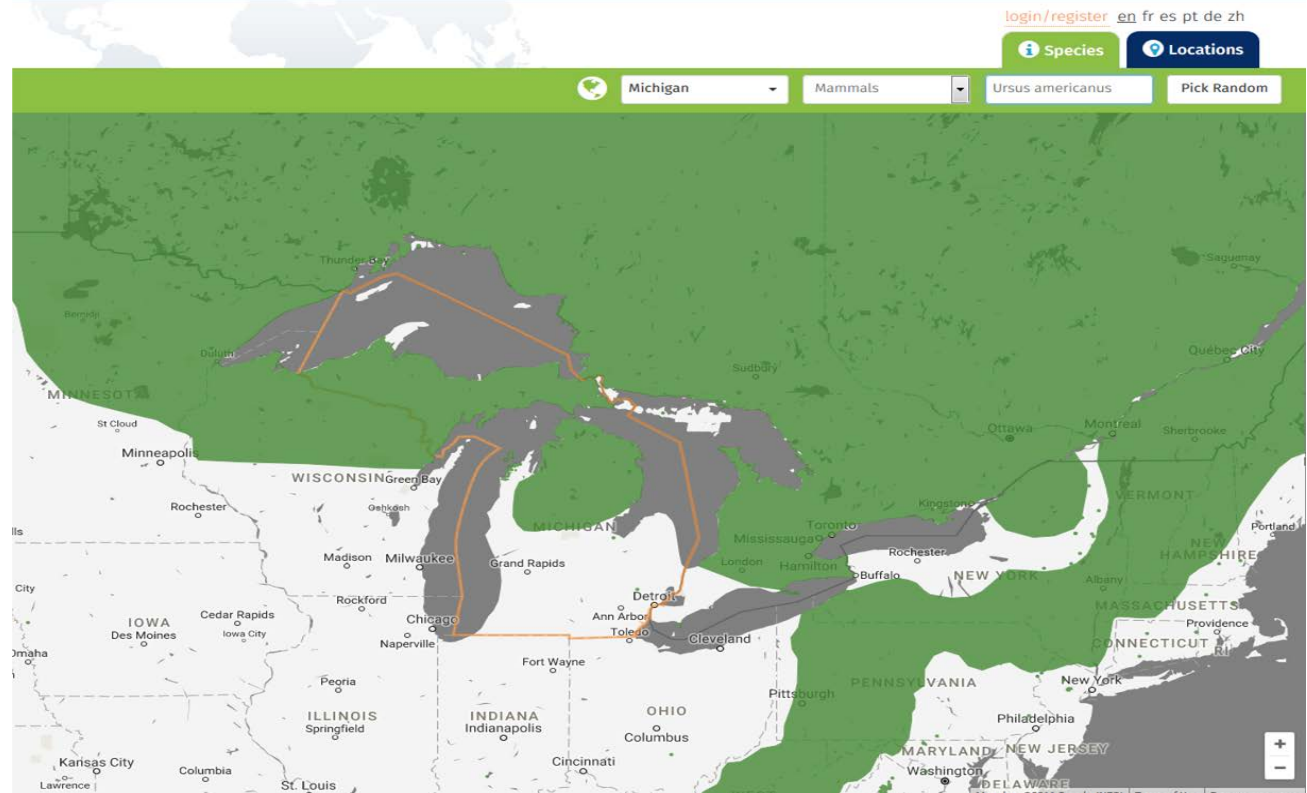 login/register en fr es pt de zh
Species
Locations
Michigan
Mammals
Ursus americanus
Pick Random
Thunder Bay
Saguenay
Bemidji
Duluth
Québec City
Sudbury
MINNESOTA
St Cloud
Ottawa
Montreal
Sherbrooke
Minneapolis
WISCONSIN
Green Bay
Kingston
VERMONT
Rochester
Oshkosh
MICHIGAN
Toronto
Portland
lls
Mississauga
NEW HAMPSHIRE
Madison
Milwaukee
Grand Rapids
London
Hamilton
Rochester
Buffalo
NEW YORK
Albany
City
Rockford
Detroit
Ann Arbor
MASSACHUSETTS
Cedar Rapids
Chicago
Toledo
Providence
IOWA
Des Moines
Iowa City
Naperville
Cleveland
CONNECTICUT
RI
maha
Fort Wayne
Peoria
PENNSYLVANIA
New York
Pittsburgh
ILLINOIS
Springfield
INDIANA
Indianapolis
OHIO
Columbus
Philadelphia
MARYLAND
NEW JERSEY
Kansas City
Columbia
Cincinnati
Washington
Lawrence
St. Louis
DELAWARE
+
−